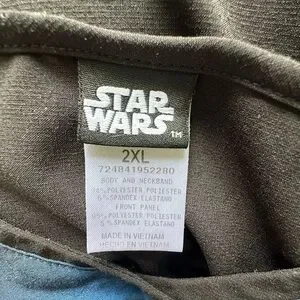 STAR
WARS
TM
2XL
724841952280
BODY AND NECKBAND
POLYESTER POLIESTER
5% SPANDEX-ELASTANO
FRONT PANEL
95% POLYESTER POLIESTER
5% SPANDEX-ELASTANO
MADE IN VIETNAM
HECHO EN VIETNAM